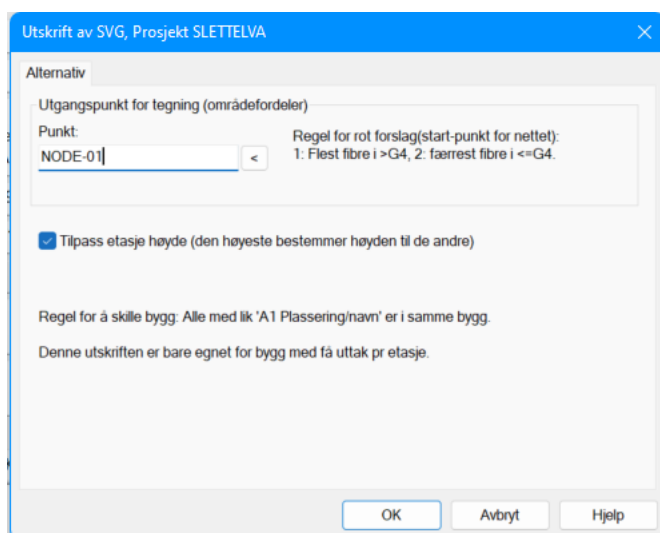 Utskrift av SVG, Prosjekt SLETTELVA
Alternativ
Utgangspunkt for tegning (områdefordeler)
Punkt:
NODE-01
<
Regel for rot forslag(start-punkt for nettet):
1: Flest fibre i >G4, 2: færrest fibre i <=G4.
Tilpass etasje høyde (den høyeste bestemmer høyden til de andre)
Regel for å skille bygg: Alle med lik 'A1 Plassering/navn' er i samme bygg.
Denne utskriften er bare egnet for bygg med få uttak pr etasje.
OK
Avbryt
Hjelp